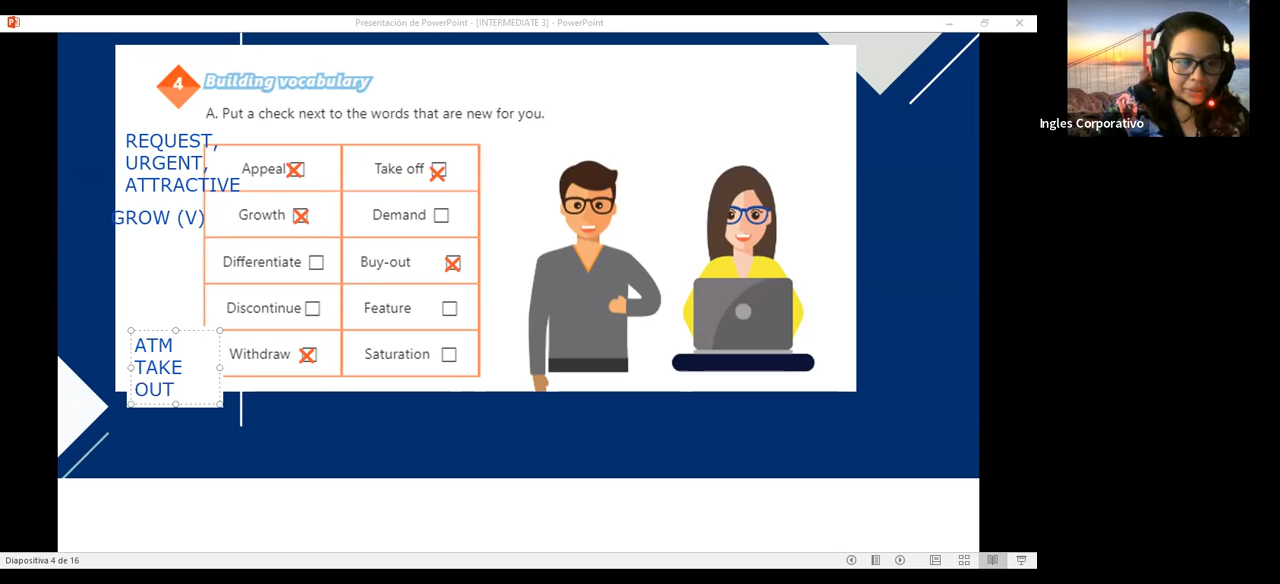 Presentación de PowerPoint - [INTERMEDIATE 3] - PowerPoint
Ingles Corporativo
4 Building vocabulary
A. Put a check next to the words that are new for you.
REQUEST,
URGENT,
ATTRACTIVE
GROW (V)
Appeal Take off
Growth Demand
Differentiate Buy-out
Discontinue Feature
Withdraw Saturation
ATM
TAKE
OUT
Diapositiva 4 de 16